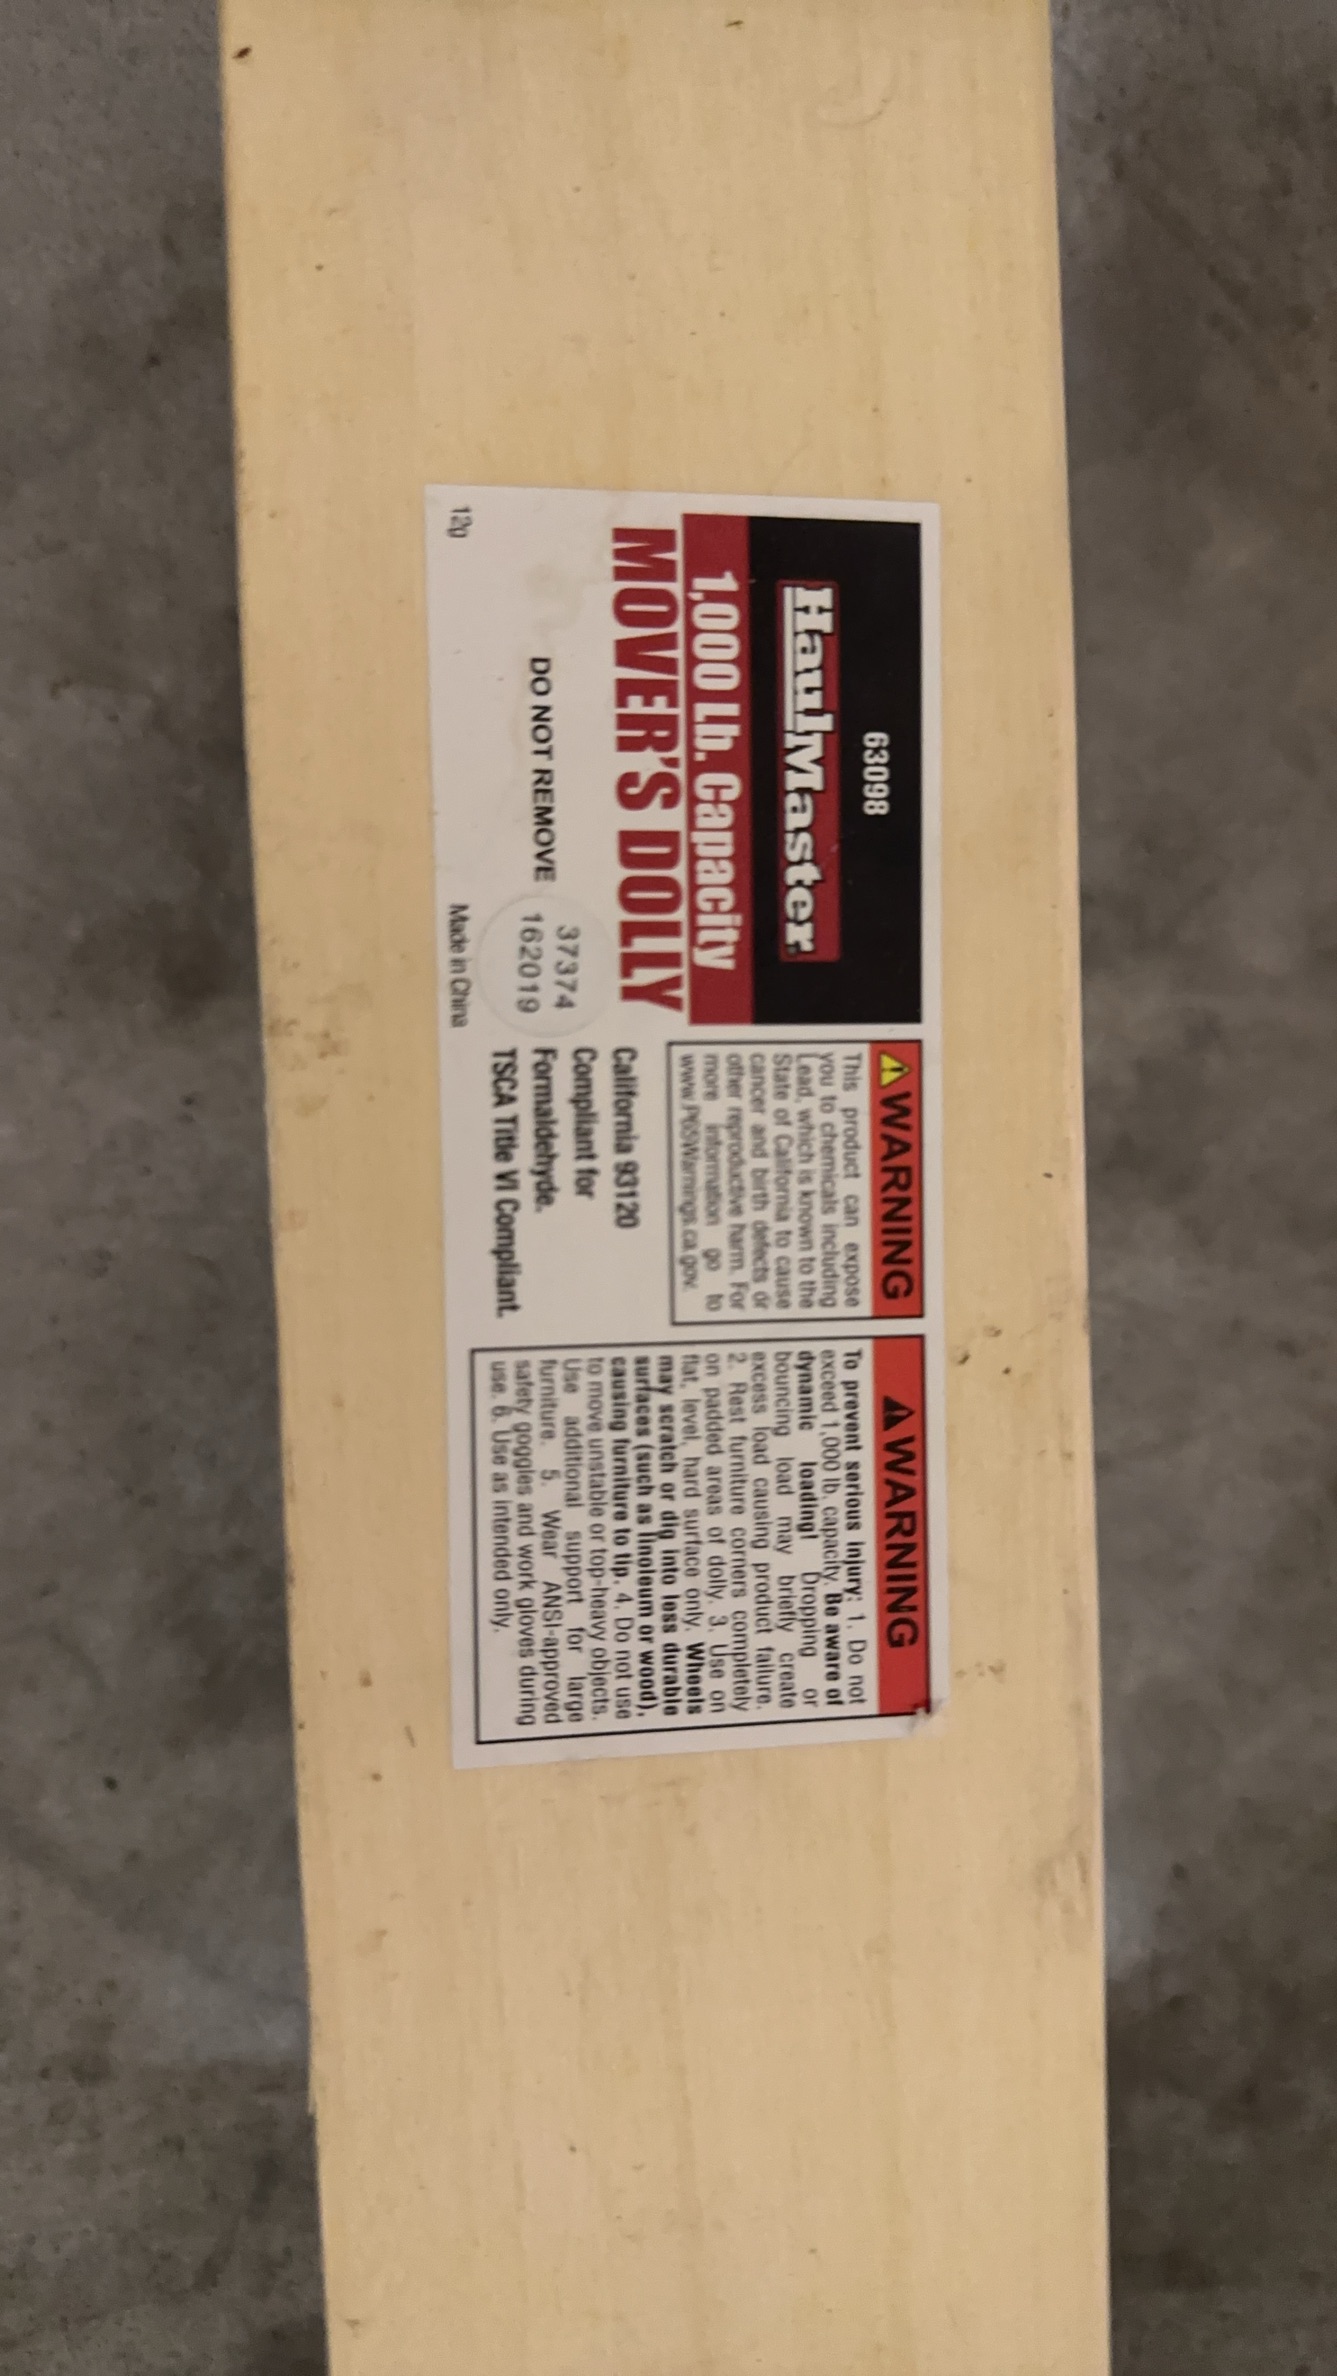 63098
HaulMaster
1,000 Lb. Capacity
MOVER'S DOLLY
DO NOT REMOVE
37374
162019
12g
Made in China
WARNING
This product can expose
you to chemicals including
Lead, which is known to the
State of California to cause
cancer and birth defects or
other reproductive harm. For
more information go to
www.P65Warnings.ca.gov.
California 93120
Compliant for
Formaldehyde.
TSCA Title VI Compliant.
WARNING
To prevent serious injury: 1. Do not
exceed 1,000 lb. capacity. Be aware of
dynamic loading! Dropping or
bouncing load may briefly create
excess load causing product failure.
2. Rest furniture corners completely
on padded areas of dolly. 3. Use on
flat, level, hard surface only. Wheels
may scratch or dig into less durable
surfaces (such as linoleum or wood),
causing furniture to tip. 4. Do not use
to move unstable or top-heavy objects.
Use additional support for large
furniture. 5. Wear ANSI-approved
safety goggles and work gloves during
use. 6. Use as intended only.